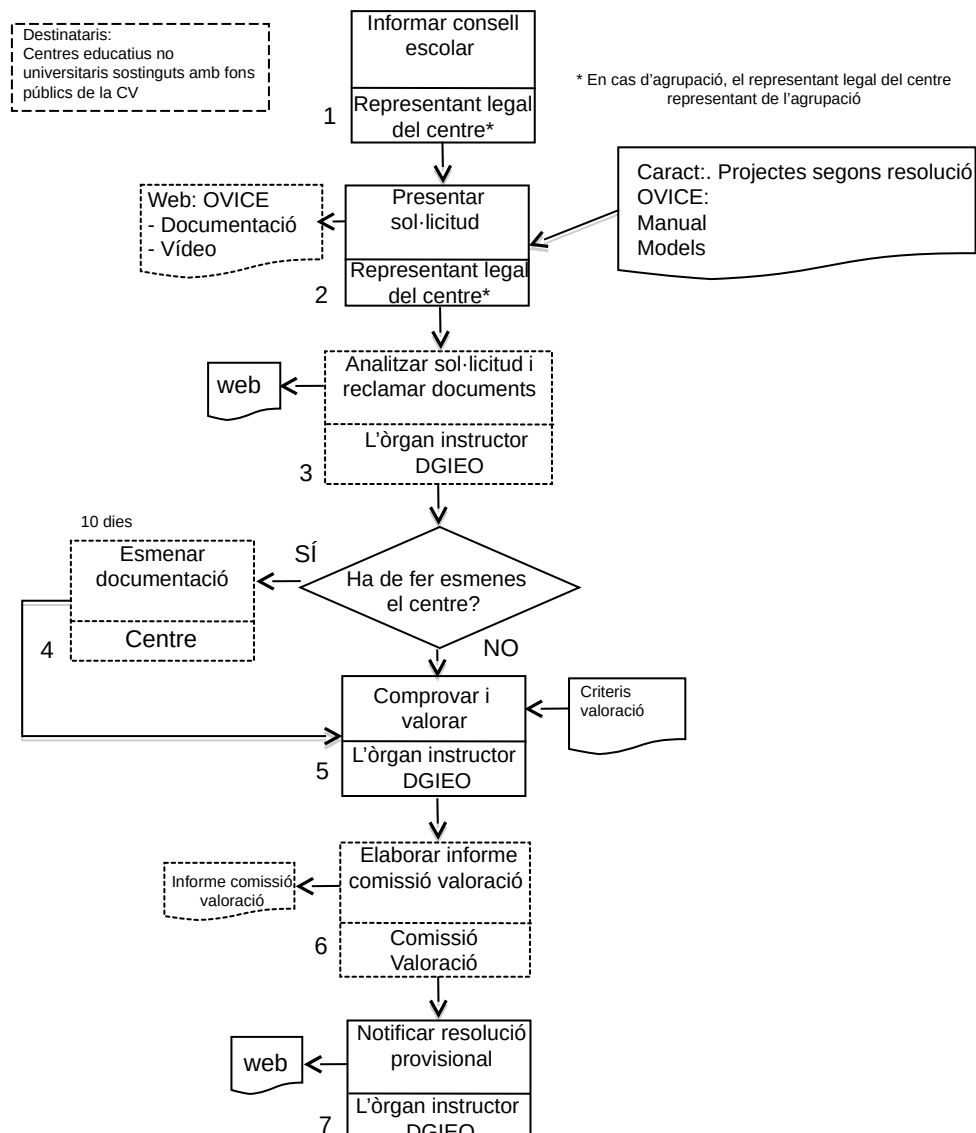 Destinataris:
Centres educatius no
universitaris sostinguts amb fons
públics de la CV
Informar consell
escolar
Representant legal
del centre*
1
* En cas d’agrupació, el representant legal del centre
representant de l’agrupació
Caract:. Projectes segons resolució
OVICE:
Manual
Models
Web: OVICE
- Documentació
- Vídeo
Presentar
sol·licitud
Representant legal
del centre*
2
Analitzar sol·licitud i
reclamar documents
web
L’òrgan instructor
DGIEO
3
10 dies
Esmenar
documentació
Centre
4
SÍ
Ha de fer esmenes
el centre?
NO
Comprovar i
valorar
Criteris
valoració
L’òrgan instructor
DGIEO
5
Elaborar informe
comissió valoració
Informe comissió
valoració
Comissió
Valoració
6
Notificar resolució
provisional
web
L’òrgan instructor
DGIEO
7